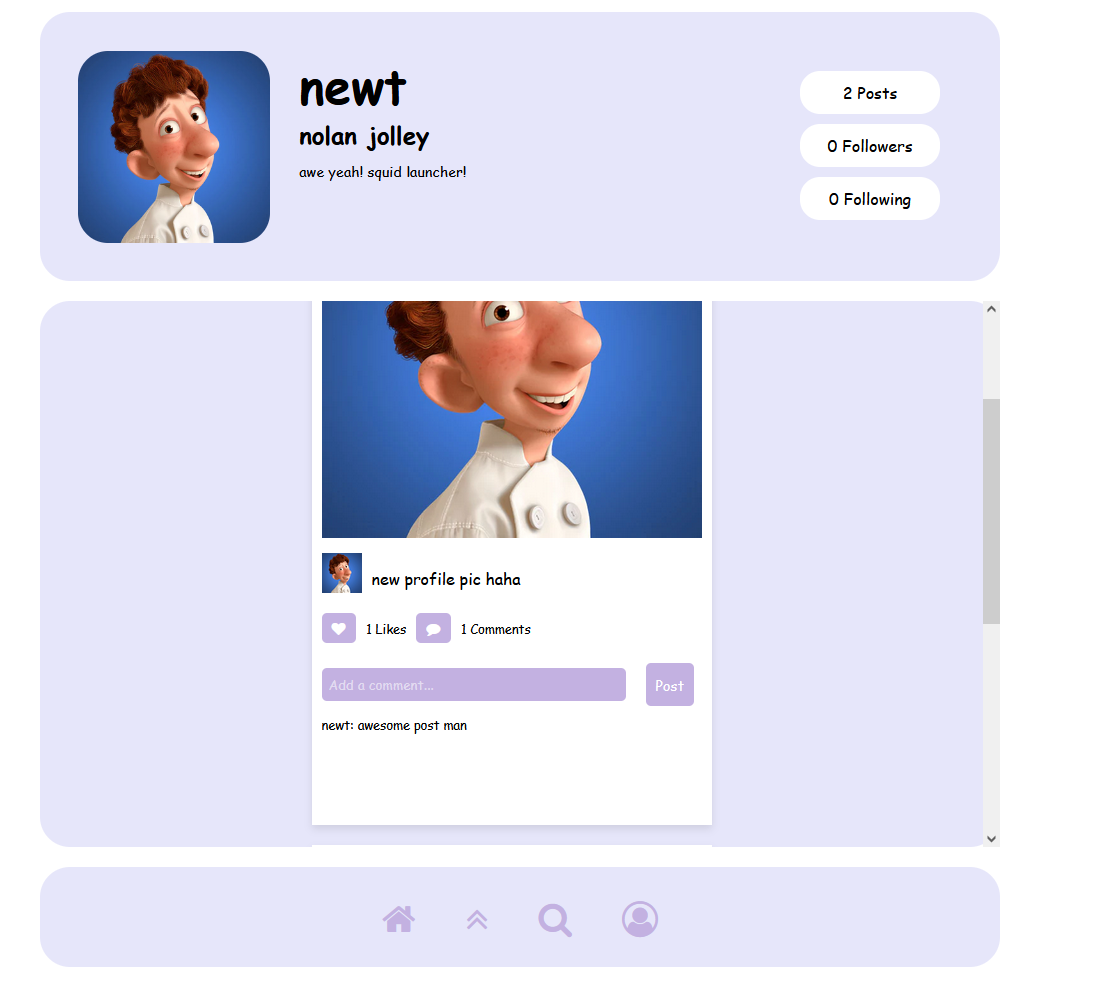 newt
nolan jolley
awe yeah! squid launcher!
2 Posts
0 Followers
0 Following
new profile pic haha
1 Likes 1 Comments
Add a comment... Post
newt: awesome post man